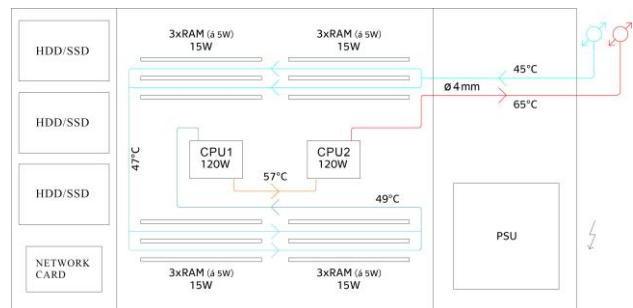 HDD/SSD
HDD/SSD
HDD/SSD
NETWORK
CARD
3xRAM (á 5W)
15W
3xRAM (á 5W)
15W
45°C
ø 4mm
65°C
CPU1
120W
CPU2
120W
47°C
57°C
49°C
3xRAM (á 5W)
15W
3xRAM (á 5W)
15W
PSU